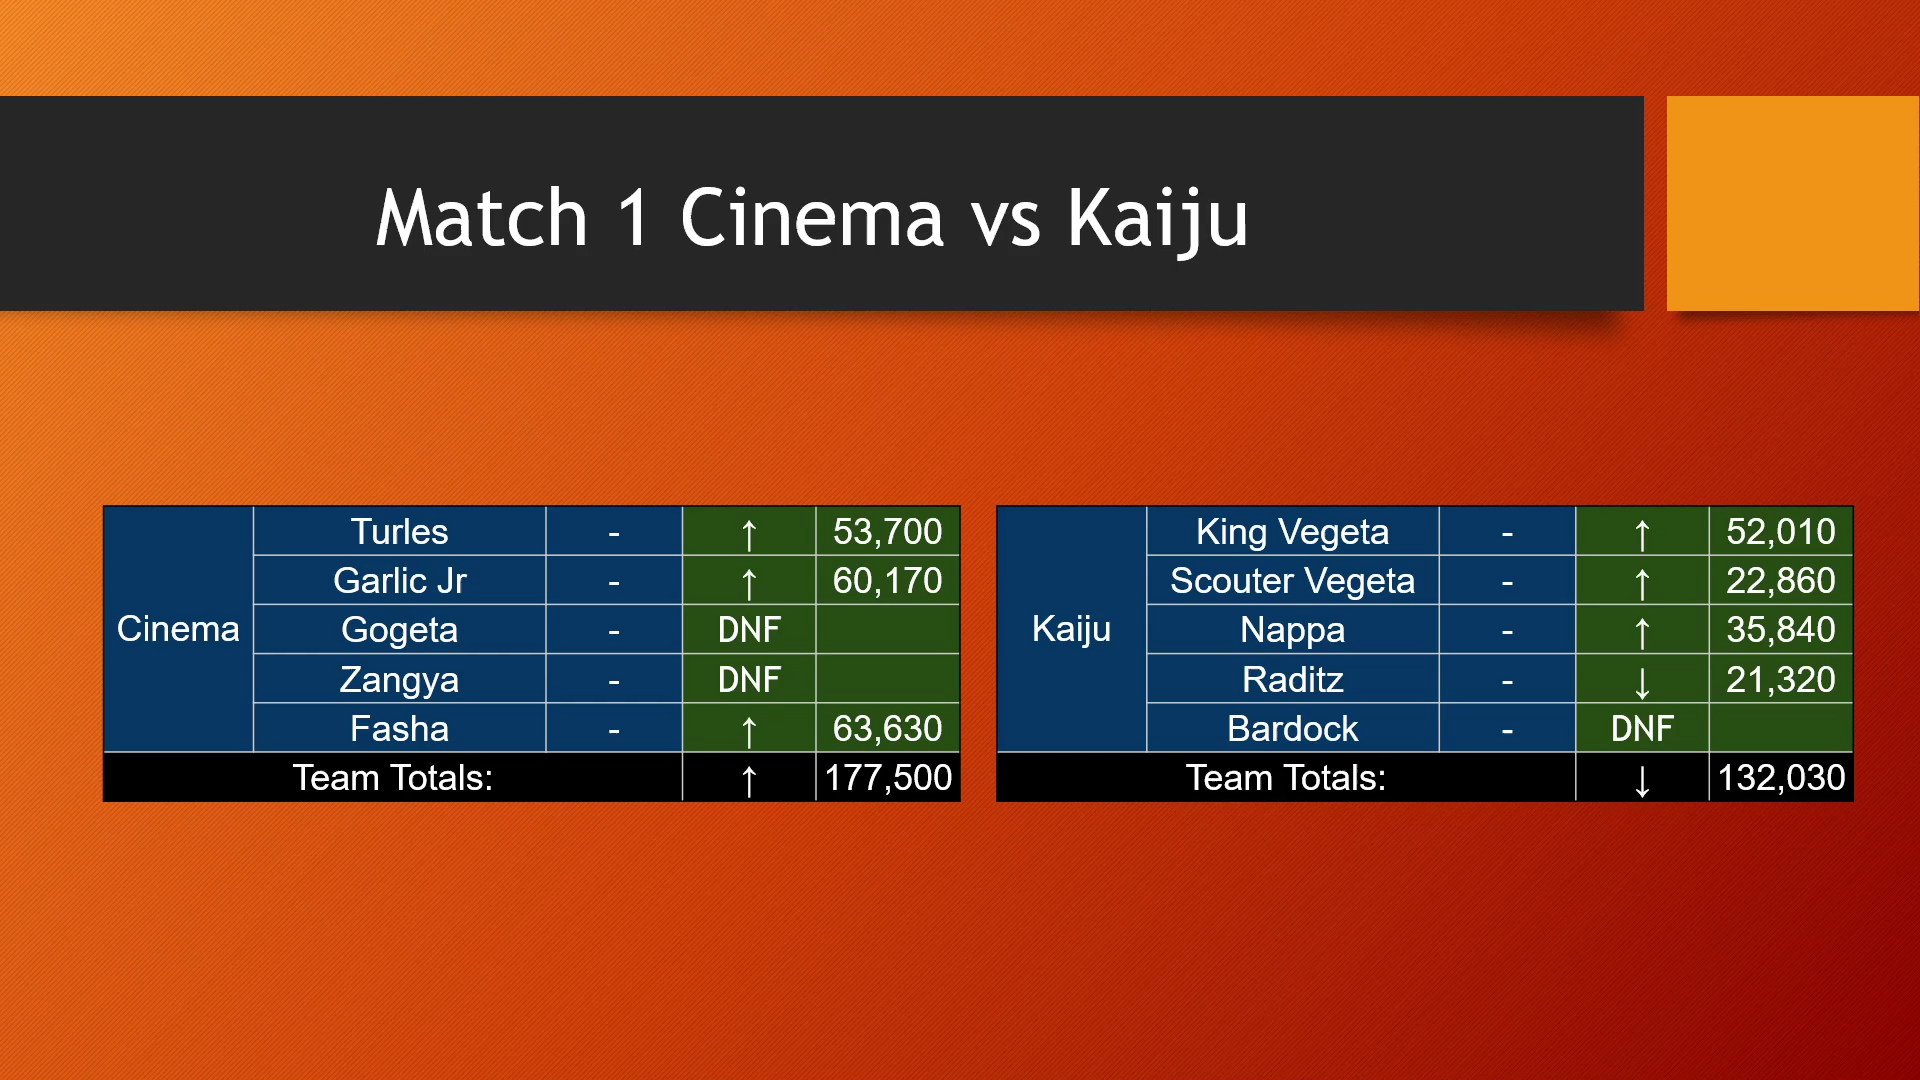 Match 1 Cinema vs Kaiju
Cinema
Turles - ↑ 53,700
Garlic Jr - ↑ 60,170
Gogeta - DNF
Zangya - DNF
Fasha - ↑ 63,630
Team Totals: ↑ 177,500
Kaiju
King Vegeta - ↑ 52,010
Scouter Vegeta - ↑ 22,860
Nappa - ↑ 35,840
Raditz - ↓ 21,320
Bardock - DNF
Team Totals: ↓ 132,030